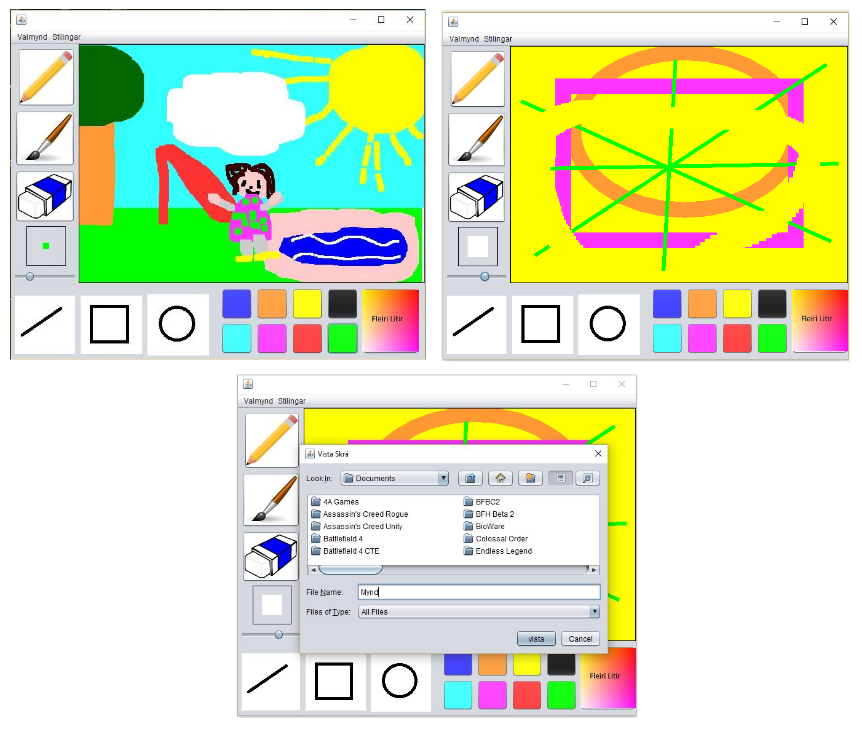 Valmynd Stillingar
Fleiri Litir
Valmynd Stillingar
Fleiri Litir
Valmynd Stillingar
Vista Skrá
Look In: Documents
4A Games
Assassin's Creed Rogue
Assassin's Creed Unity
Battlefield 4
Battlefield 4 CTE
BFBC2
BFH Beta 2
BioWare
Colossal Order
Endless Legend
File Name: Mynd
Files of Type: All Files
vista Cancel
Fleiri Litir